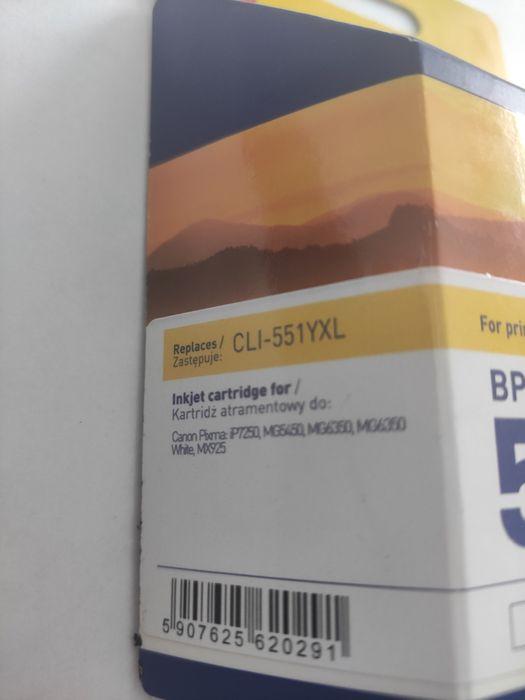 Replaces /
Zastępuje:
CLI-551YXL
Inkjet cartridge for /
Kartridż atramentowy do:
Canon Pixma: iP7250, MG5450, MG6350, MG6350
White, MX925
5 907625 620291
For prin
BP
5